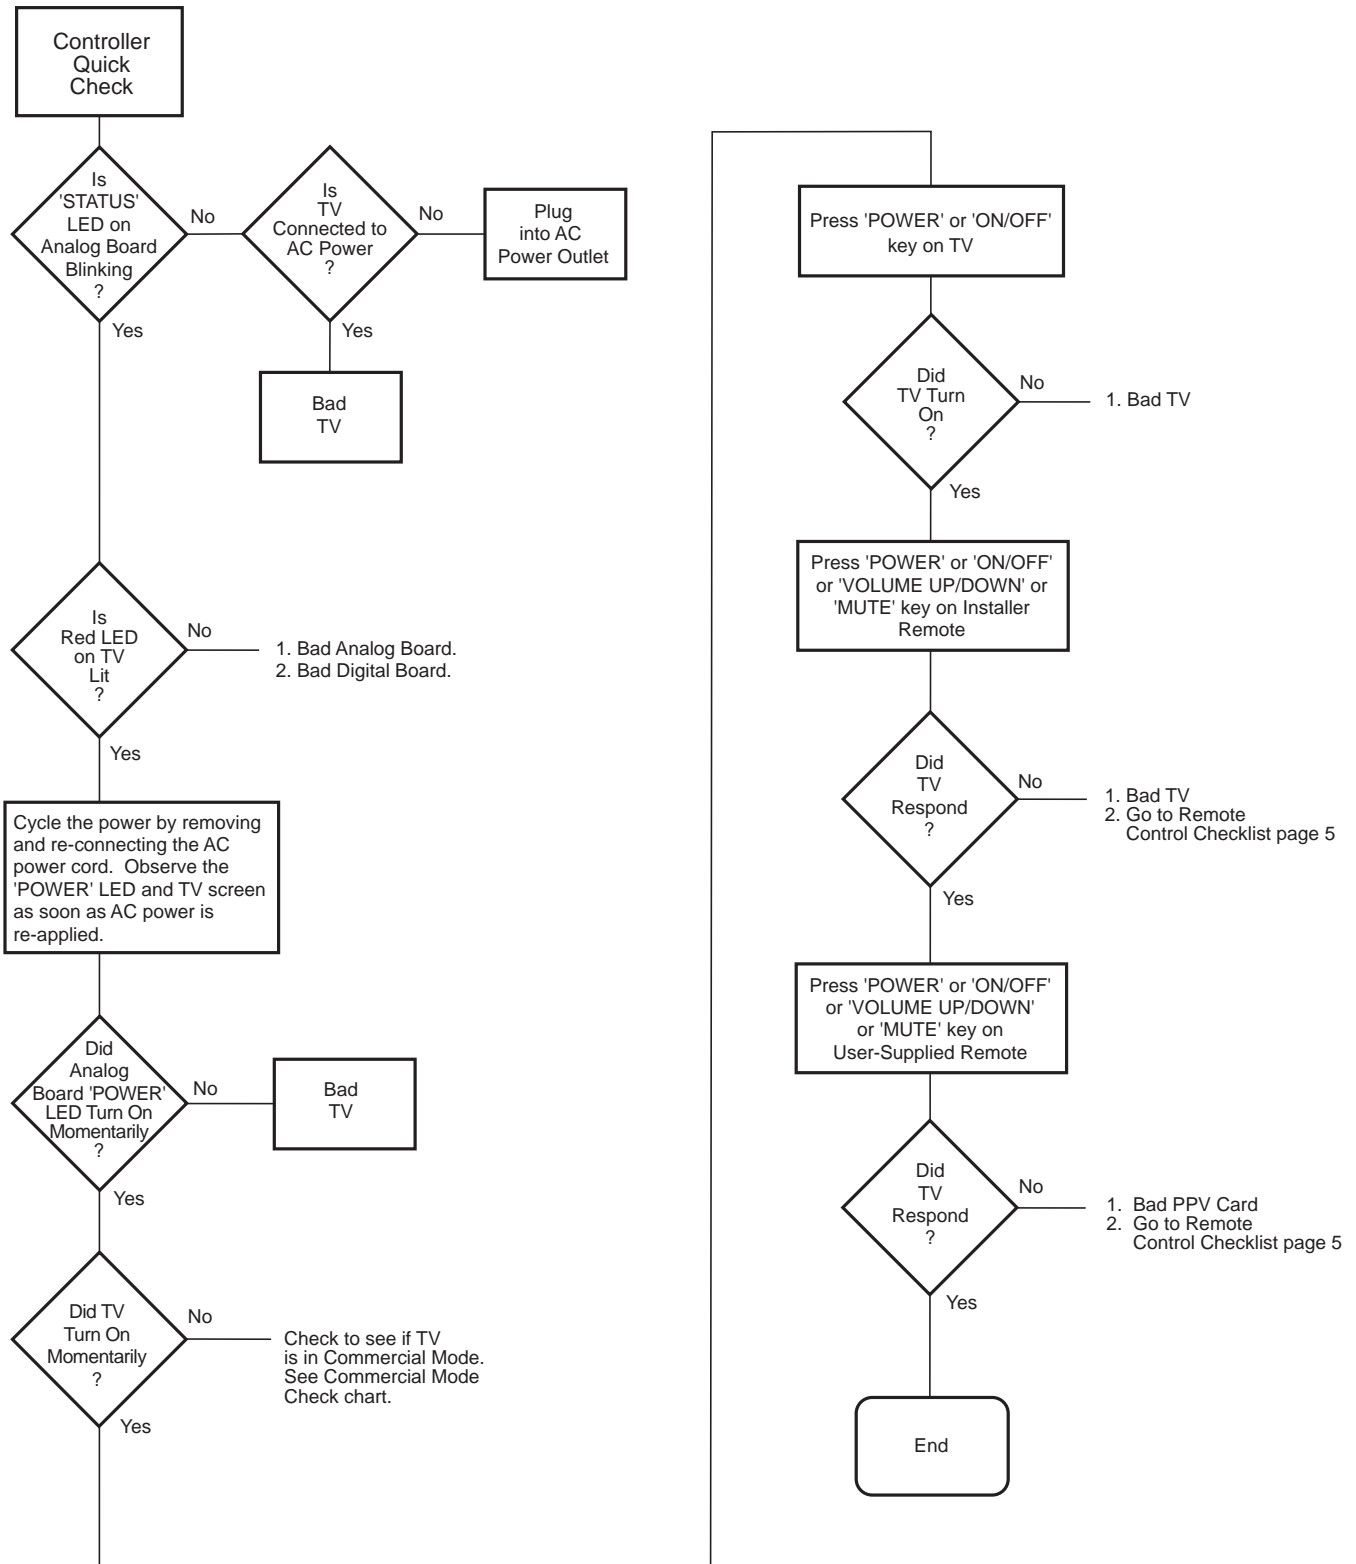 Controller
Quick
Check
Is
'STATUS'
LED on
Analog Board
Blinking
?
No
Is
TV
Connected to
AC Power
?
No
Plug
into AC
Power Outlet
Yes
Yes
Bad
TV
Is
Red LED
on TV
Lit
?
No
1. Bad Analog Board.
2. Bad Digital Board.
Yes
Cycle the power by removing
and re-connecting the AC
power cord. Observe the
'POWER' LED and TV screen
as soon as AC power is
re-applied.
Did
Analog
Board 'POWER'
LED Turn On
Momentarily
?
No
Bad
TV
Yes
Did TV
Turn On
Momentarily
?
No
Check to see if TV
is in Commercial Mode.
See Commercial Mode
Check chart.
Yes
Press 'POWER' or 'ON/OFF'
key on TV
Did
TV Turn
On
?
No
1. Bad TV
Yes
Press 'POWER' or 'ON/OFF'
or 'VOLUME UP/DOWN' or
'MUTE' key on Installer
Remote
Did
TV
Respond
?
No
1. Bad TV
2. Go to Remote
Control Checklist page 5
Yes
Press 'POWER' or 'ON/OFF'
or 'VOLUME UP/DOWN'
or 'MUTE' key on
User-Supplied Remote
Did
TV
Respond
?
No
1. Bad PPV Card
2. Go to Remote
Control Checklist page 5
Yes
End